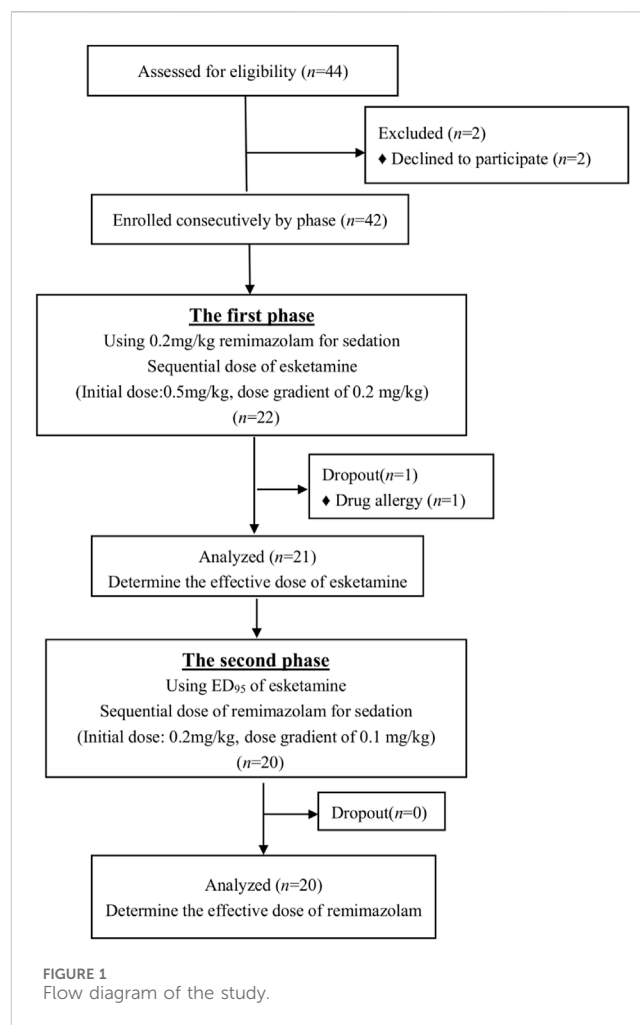 Assessed for eligibility (n=44)
Excluded (n=2)
♦ Declined to participate (n=2)
Enrolled consecutively by phase (n=42)
The first phase
Using 0.2mg/kg remimazolam for sedation
Sequential dose of esketamine
(Initial dose:0.5mg/kg, dose gradient of 0.2 mg/kg)
(n=22)
Dropout(n=1)
♦ Drug allergy (n=1)
Analyzed (n=21)
Determine the effective dose of esketamine
The second phase
Using ED₉₅ of esketamine
Sequential dose of remimazolam for sedation
(Initial dose: 0.2mg/kg, dose gradient of 0.1 mg/kg)
(n=20)
Dropout(n=0)
Analyzed (n=20)
Determine the effective dose of remimazolam
FIGURE 1
Flow diagram of the study.